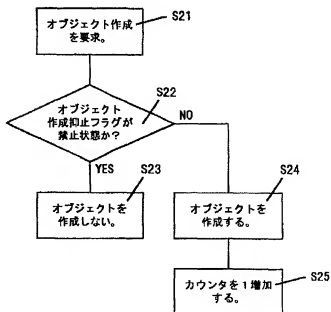 オブジェクト作成
を要求。
S21
オブジェクト
作成抑止フラグが
禁止状態か?
S22
NO
YES
S23
オブジェクトを
作成しない。
S24
オブジェクトを
作成する。
カウンタを1増加
する。
S25